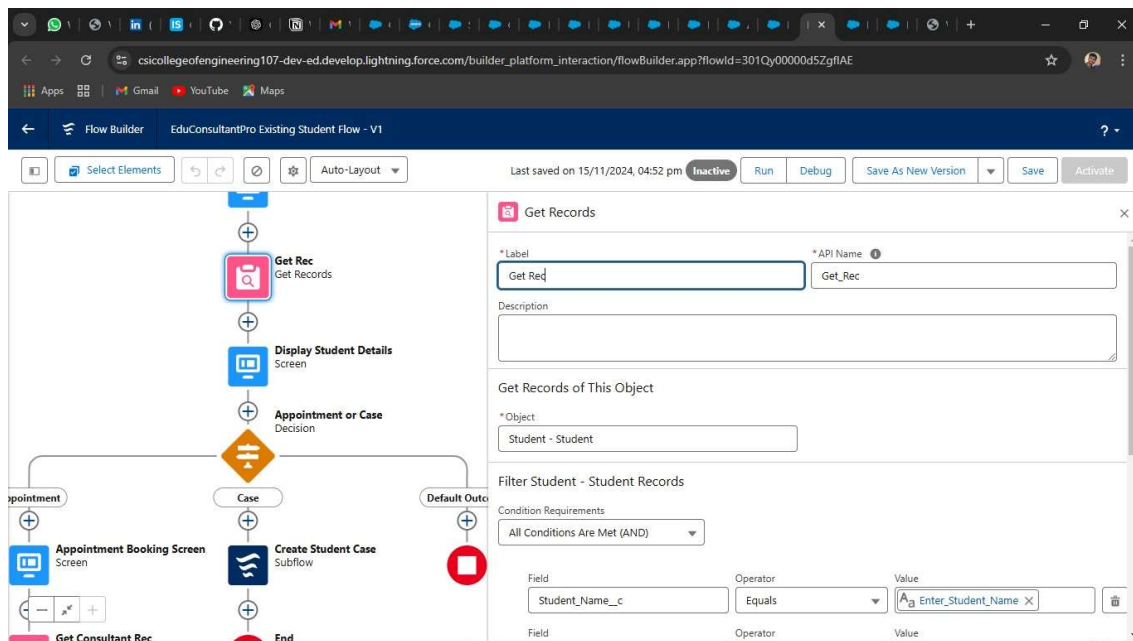 csicollegeofengineering107-dev-ed.develop.lightning.force.com/builder_platform_interaction/flowBuilder.app?flowId=301Qy00000d5ZgflAE
Apps Gmail YouTube Maps
Flow Builder EduConsultantPro Existing Student Flow - V1 ?
Select Elements Auto-Layout Last saved on 15/11/2024, 04:52 pm Inactive Run Debug Save As New Version Save Activate
Get Rec
Get Records
Display Student Details
Screen
Appointment or Case
Decision
ppointment Case Default Outc
Appointment Booking Screen
Screen
Create Student Case
Subflow
Get Consultant Rec End
Get Records
*Label *API Name
Get Rec Get_Rec
Description
Get Records of This Object
*Object
Student - Student
Filter Student - Student Records
Condition Requirements
All Conditions Are Met (AND)
Field Operator Value
Student_Name__c Equals Aa Enter_Student_Name
Field Operator Value